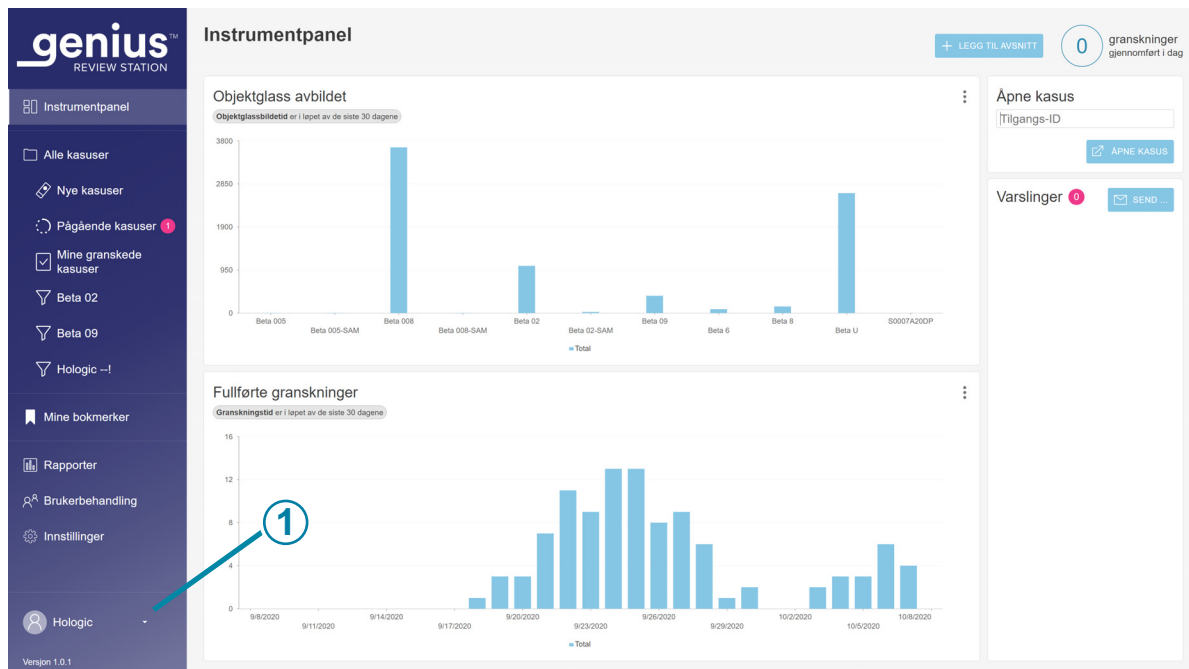 genius™
REVIEW STATION
Instrumentpanel
Alle kasuser
Nye kasuser
Pågående kasuser 1
Mine granskede
kasuser
Beta 02
Beta 09
Hologic --!
Mine bokmerker
Rapporter
Brukerbehandling
Innstillinger
Hologic
Versjon 1.0.1
1
Instrumentpanel
+ LEGG TIL AVSNITT
0
granskninger
gjennomført i dag
Objektglass avbildet
Objektglassbildetid er i løpet av de siste 30 dagene
3800
2850
1900
950
0
Beta 005
Beta 005-SAM
Beta 008
Beta 008-SAM
Beta 02
Beta 02-SAM
Beta 09
Beta 6
Beta 8
Beta U
S0007A20DP
Total
Fullførte granskninger
Granskningstid er i løpet av de siste 30 dagene
16
12
8
4
0
9/8/2020
9/11/2020
9/14/2020
9/17/2020
9/20/2020
9/23/2020
9/26/2020
9/29/2020
10/2/2020
10/5/2020
10/8/2020
Total
Åpne kasus
Tilgangs-ID
ÅPNE KASUS
Varslinger 0
SEND ...